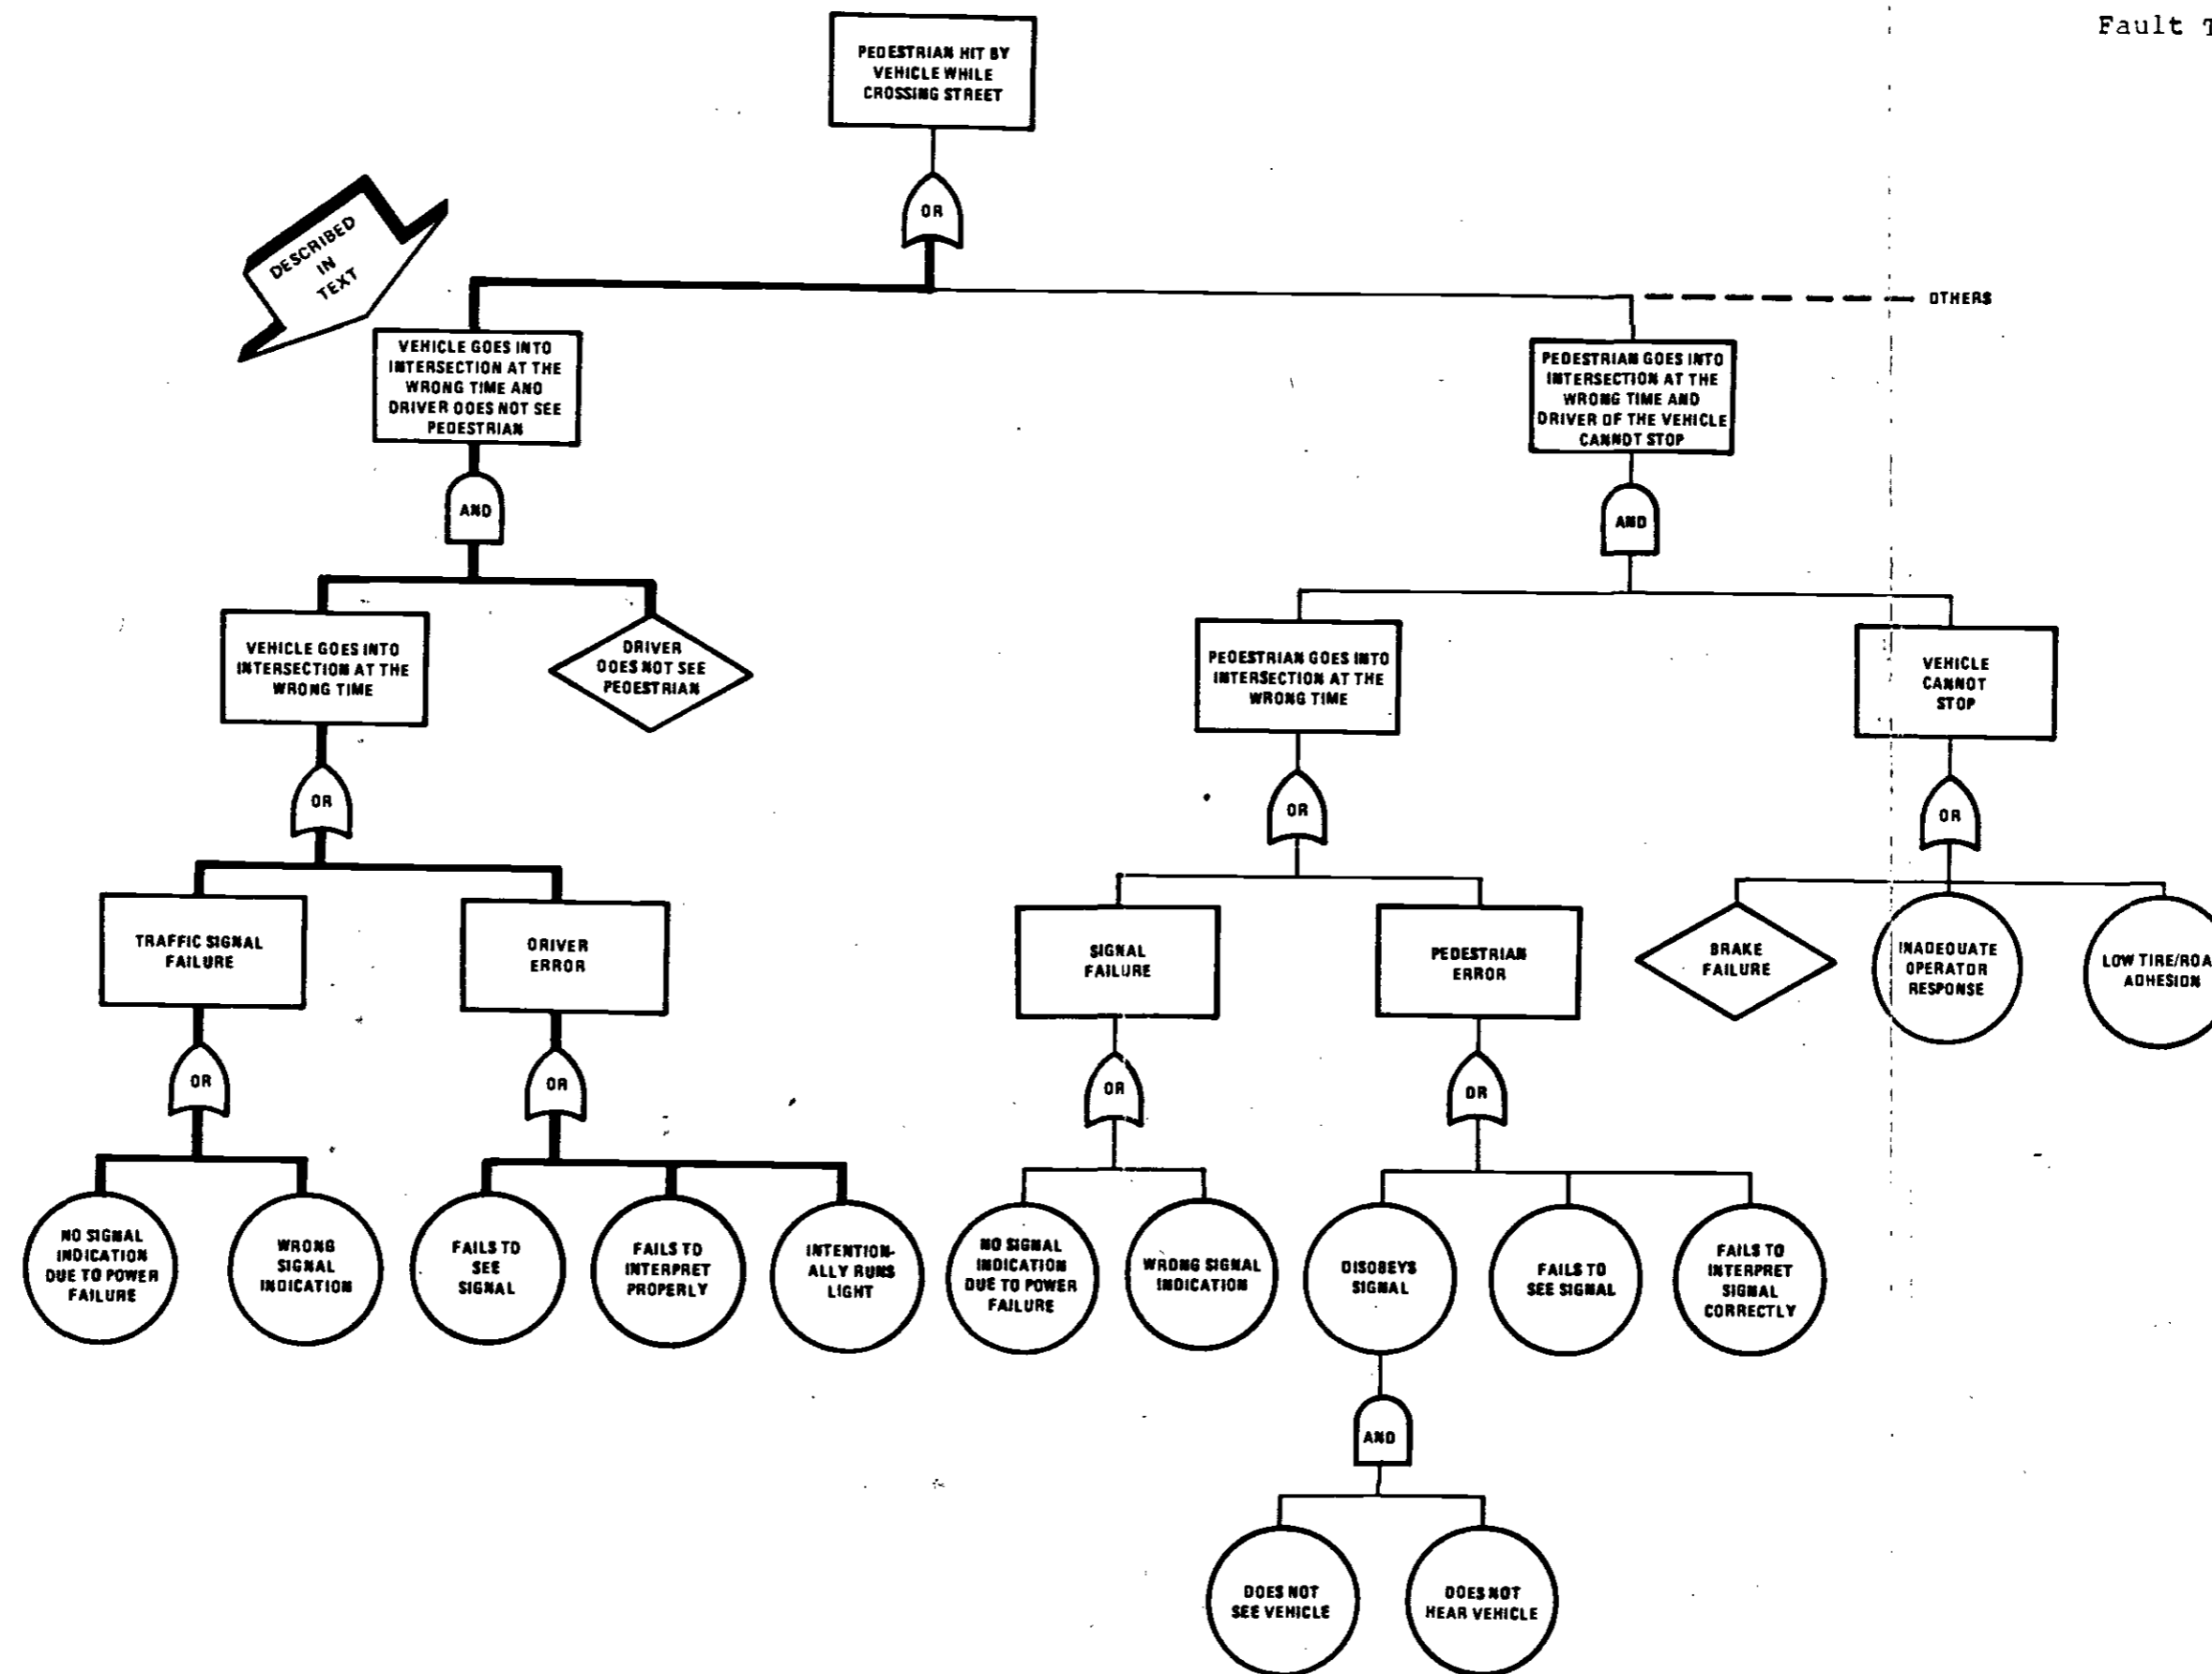 Fault
PEDESTRIAN HIT BY
VEHICLE WHILE
CROSSING STREET
OR
DESCRIBED
IN
TEXT
OTHERS
VEHICLE GOES INTO
INTERSECTION AT THE
WRONG TIME AND
DRIVER DOES NOT SEE
PEDESTRIAN
PEDESTRIAN GOES INTO
INTERSECTION AT THE
WRONG TIME AND
DRIVER OF THE VEHICLE
CANNOT STOP
AND
AND
VEHICLE GOES INTO
INTERSECTION AT THE
WRONG TIME
DRIVER
DOES NOT SEE
PEDESTRIAN
PEDESTRIAN GOES INTO
INTERSECTION AT THE
WRONG TIME
VEHICLE
CANNOT
STOP
OR
OR
OR
TRAFFIC SIGNAL
FAILURE
DRIVER
ERROR
SIGNAL
FAILURE
PEDESTRIAN
ERROR
BRAKE
FAILURE
INADEQUATE
OPERATOR
RESPONSE
LOW TIRE/ROA
ADHESION
OR
OR
OR
OR
NO SIGNAL
INDICATION
DUE TO POWER
FAILURE
WRONG
SIGNAL
INDICATION
FAILS TO
SEE
SIGNAL
FAILS TO
INTERPRET
PROPERLY
INTENTION-
ALLY RUNS
LIGHT
NO SIGNAL
INDICATION
DUE TO POWER
FAILURE
WRONG SIGNAL
INDICATION
DISOBEYS
SIGNAL
FAILS TO
SEE SIGNAL
FAILS TO
INTERPRET
SIGNAL
CORRECTLY
AND
DOES NOT
SEE VEHICLE
DOES NOT
HEAR VEHICLE